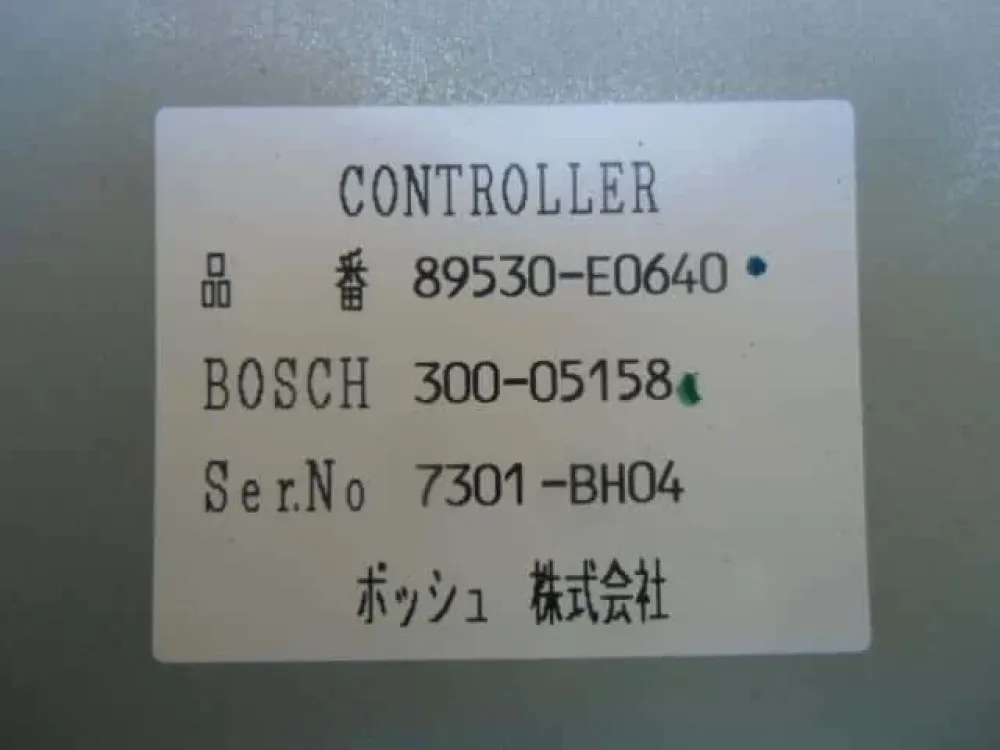 CONTROLLER
品 番 89530-E0640
BOSCH 300-05158
Ser.No 7301-BH04
ボッシュ 株式会社